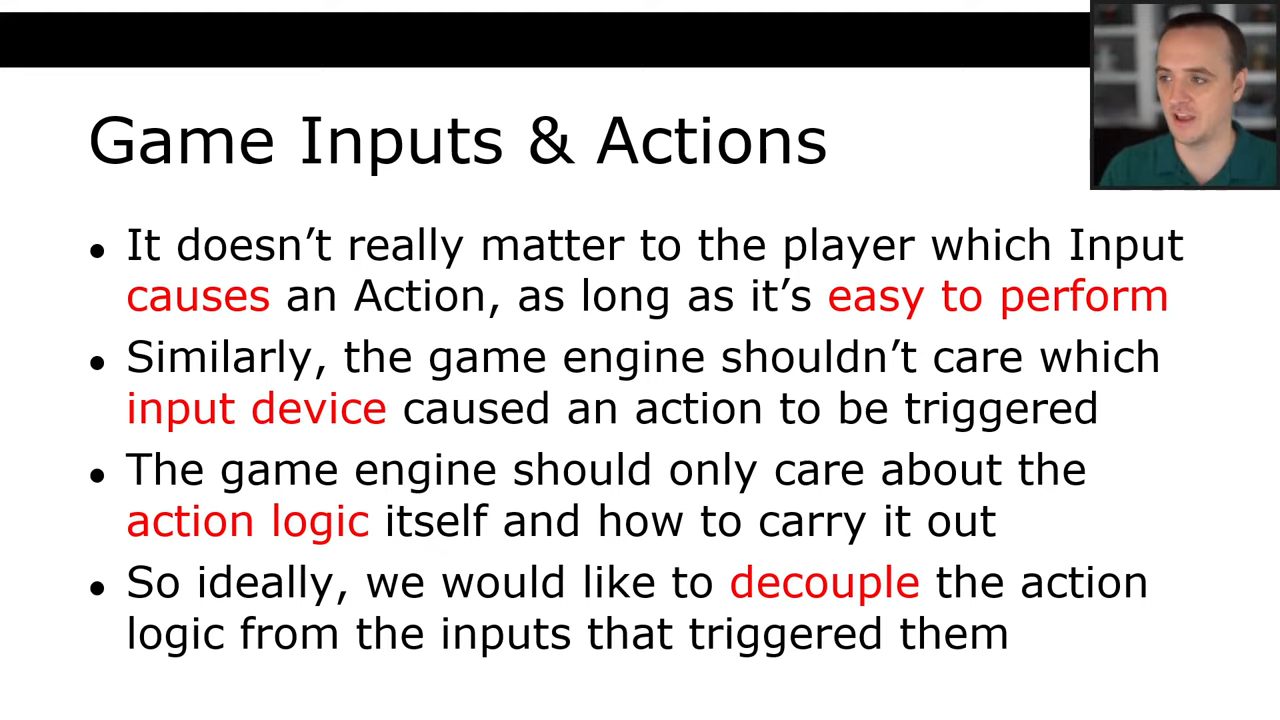 Game Inputs & Actions
• It doesn’t really matter to the player which Input
causes an Action, as long as it’s easy to perform
• Similarly, the game engine shouldn’t care which
input device caused an action to be triggered
• The game engine should only care about the
action logic itself and how to carry it out
• So ideally, we would like to decouple the action
logic from the inputs that triggered them